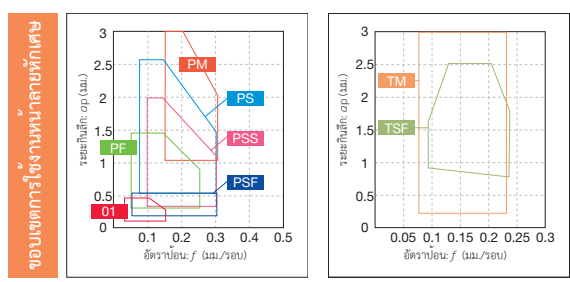 ขอบเขตการใช้งานหน้าลายหักเศษ
ระยะกินลึก: ap (มม.)
3
2.5
2
1.5
1
0.5
0
PM
PS
PSS
PF
PSF
01
0.1 0.2 0.3 0.4 0.5
อัตราป้อน: f (มม./รอบ)
ระยะกินลึก: ap (มม.)
3
2.5
2
1.5
1
0.5
0
TM
TSF
0.05 0.1 0.15 0.2 0.25 0.3
อัตราป้อน: f (มม./รอบ)